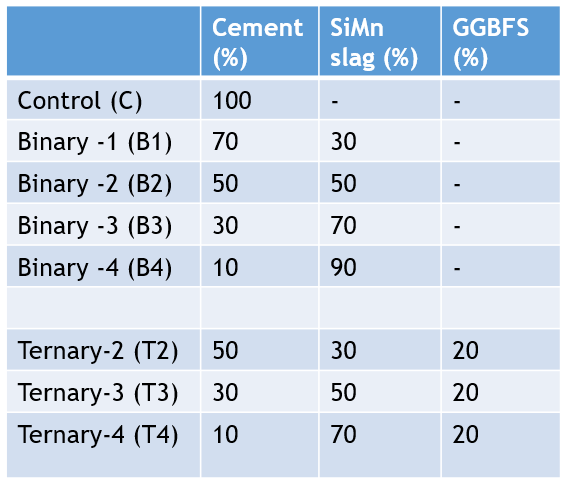 Cement (%) SiMn slag (%) GGBFS (%)
Control (C) 100 - -
Binary -1 (B1) 70 30 -
Binary -2 (B2) 50 50 -
Binary -3 (B3) 30 70 -
Binary -4 (B4) 10 90 -
Ternary-2 (T2) 50 30 20
Ternary-3 (T3) 30 50 20
Ternary-4 (T4) 10 70 20